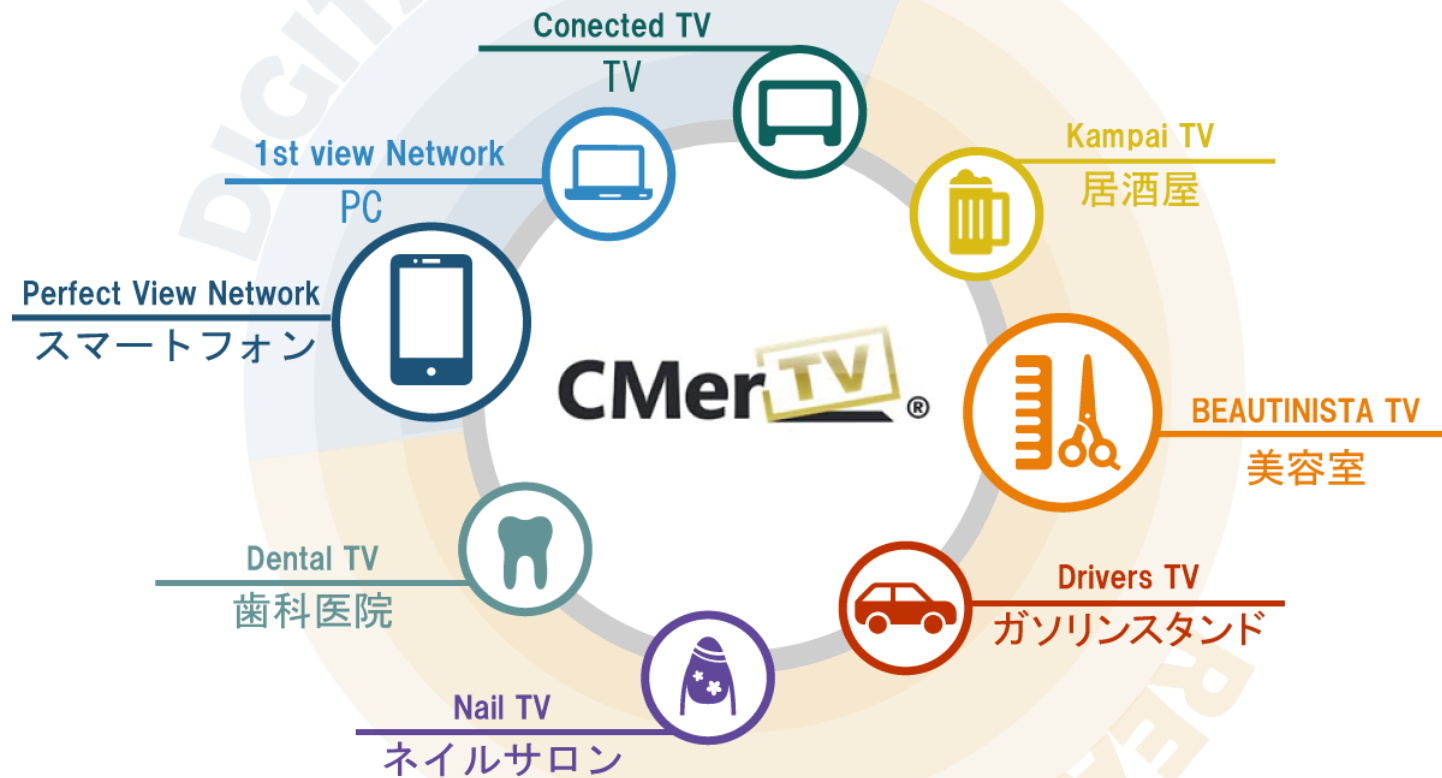 Conected TV
TV
1st view Network
PC
Kampai TV
居酒屋
Perfect View Network
スマートフォン
CMerTV®
BEAUTINISTA TV
美容室
Dental TV
歯科医院
Drivers TV
ガソリンスタンド
Nail TV
ネイルサロン